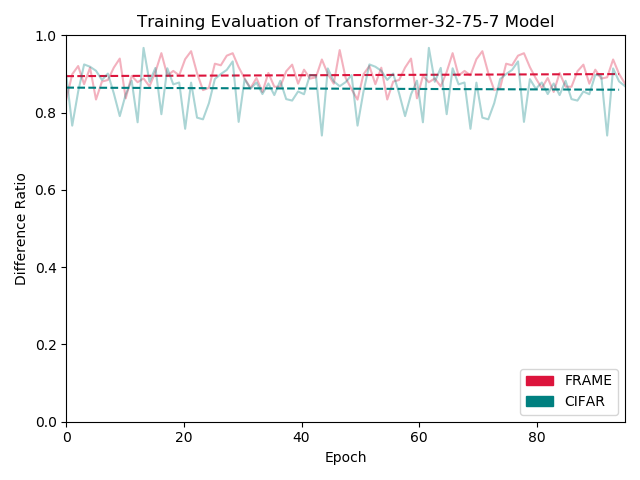 Training Evaluation of Transformer-32-75-7 Model
1.0
0.8
0.6
0.4
0.2
0.0
Difference Ratio
0 20 40 60 80
Epoch
FRAME
CIFAR